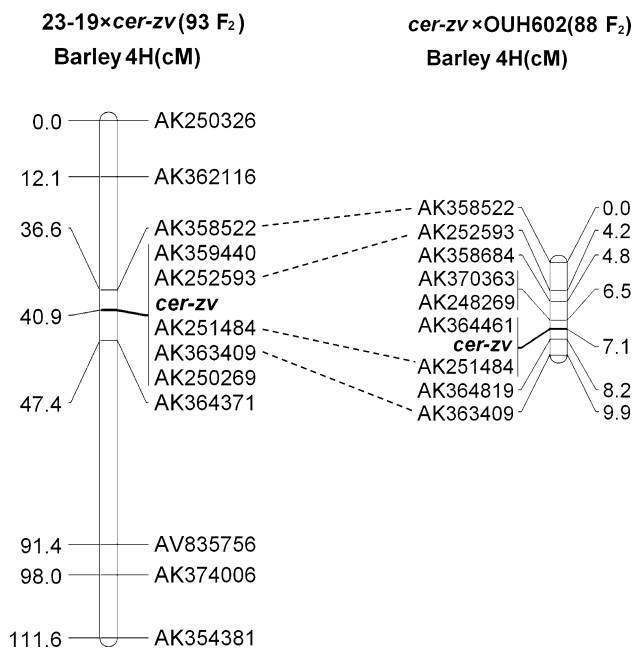 23-19×cer-zv (93 F2)
Barley 4H(cM)
0.0 AK250326
12.1 AK362116
36.6 AK358522
AK359440
AK252593
cer-zv
40.9
AK251484
AK363409
AK250269
47.4 AK364371
91.4 AV835756
98.0 AK374006
111.6 AK354381
cer-zv ×OUH602(88 F2)
Barley 4H(cM)
AK358522 0.0
AK252593 4.2
AK358684 4.8
AK370363
AK248269 6.5
AK364461
cer-zv 7.1
AK251484
AK364819 8.2
AK363409 9.9